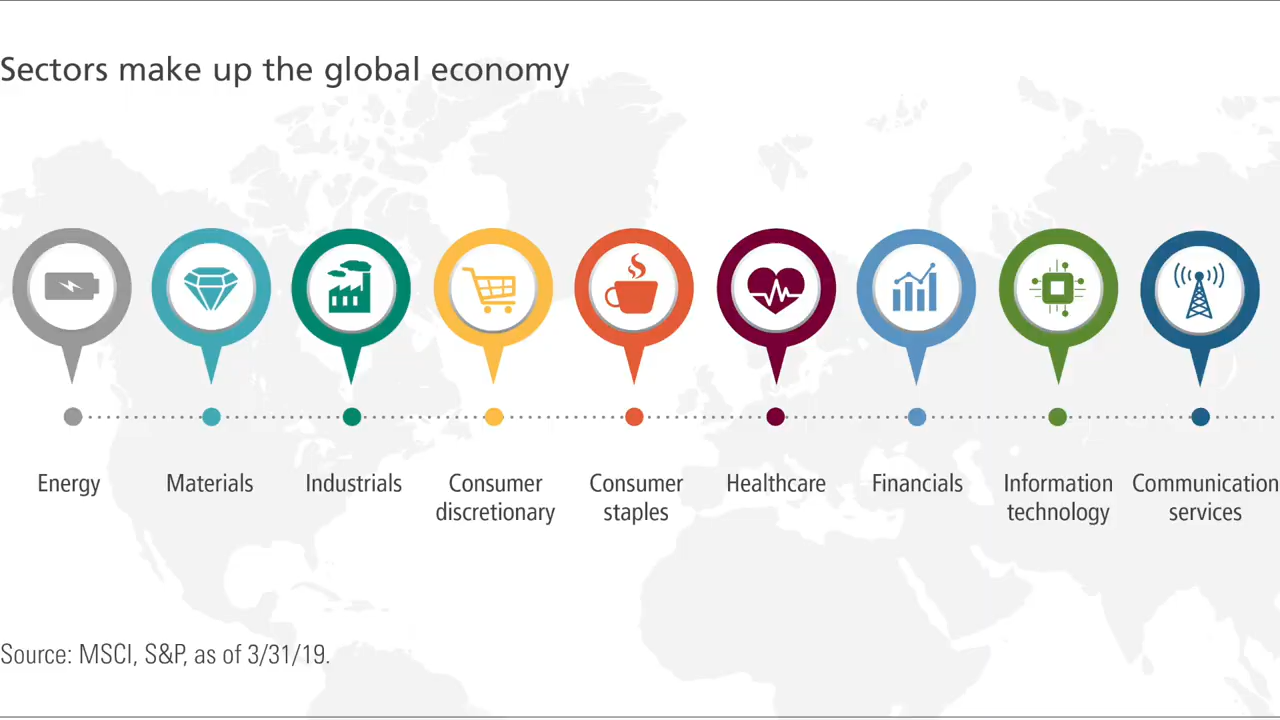 Sectors make up the global economy
Energy
Materials
Industrials
Consumer
discretionary
Consumer
staples
Healthcare
Financials
Information
technology
Communication
services
Source: MSCI, S&P, as of 3/31/19.